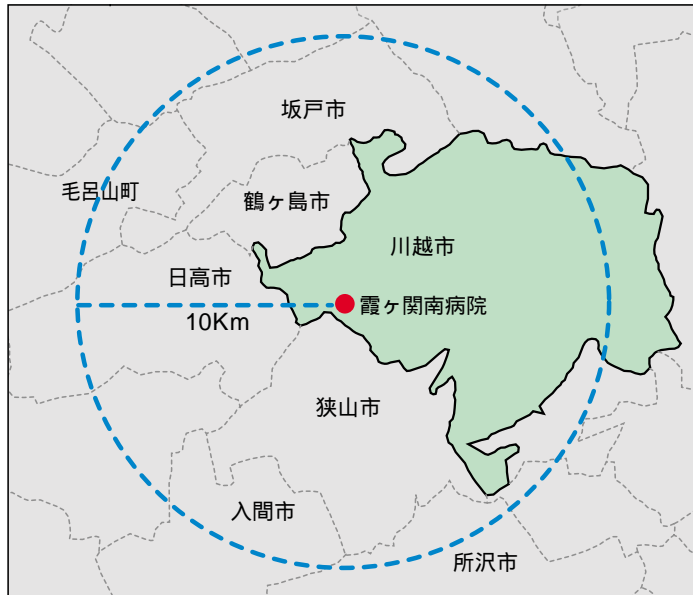 坂戸市
毛呂山町
鶴ヶ島市
川越市
日高市
霞ヶ関南病院
10Km
狭山市
入間市
所沢市